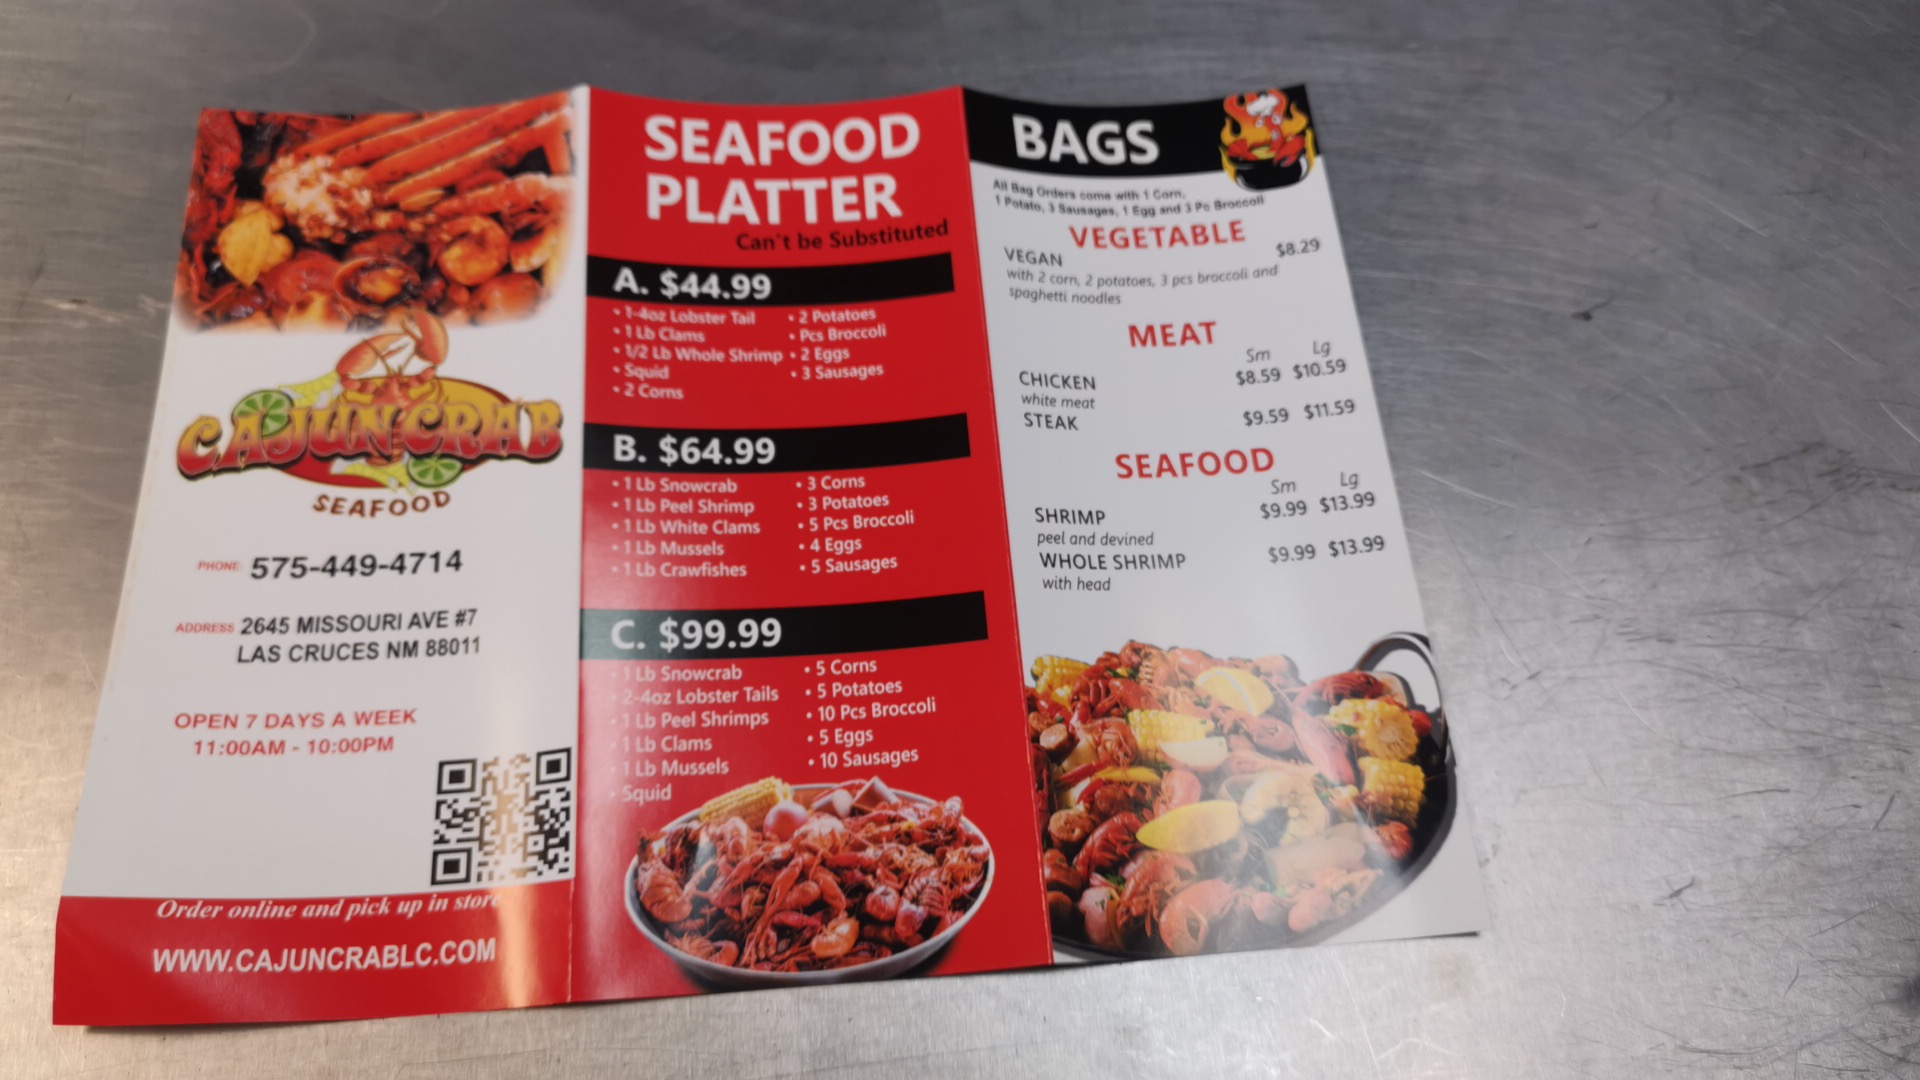 CAJUN CRAB
SEAFOOD
PHONE: 575-449-4714
ADDRESS 2645 MISSOURI AVE #7
LAS CRUCES NM 88011
OPEN 7 DAYS A WEEK
11:00AM - 10:00PM
Order online and pick up in store
WWW.CAJUNCRABLC.COM
SEAFOOD
PLATTER
Can't be Substituted
A. $44.99
• 1-4oz Lobster Tail
• 1 Lb Clams
• 1/2 Lb Whole Shrimp
• Squid
• 2 Corns
• 2 Potatoes
• Pcs Broccoli
• 2 Eggs
• 3 Sausages
B. $64.99
• 1 Lb Snowcrab
• 1 Lb Peel Shrimp
• 1 Lb White Clams
• 1 Lb Mussels
• 1 Lb Crawfishes
• 3 Corns
• 3 Potatoes
• 5 Pcs Broccoli
• 4 Eggs
• 5 Sausages
C. $99.99
• 1 Lb Snowcrab
• 2-4oz Lobster Tails
• 1 Lb Peel Shrimps
• 1 Lb Clams
• 1 Lb Mussels
• Squid
• 5 Corns
• 5 Potatoes
• 10 Pcs Broccoli
• 5 Eggs
• 10 Sausages
BAGS
All Bag Orders come with 1 Corn,
1 Potato, 3 Sausages, 1 Egg and 3 Pc Broccoli
VEGETABLE
VEGAN $8.29
with 2 corn, 2 potatoes, 3 pcs broccoli and
spaghetti noodles
MEAT
Sm Lg
CHICKEN $8.59 $10.59
white meat
STEAK $9.59 $11.59
SEAFOOD
Sm Lg
SHRIMP $9.99 $13.99
peel and devined
WHOLE SHRIMP $9.99 $13.99
with head